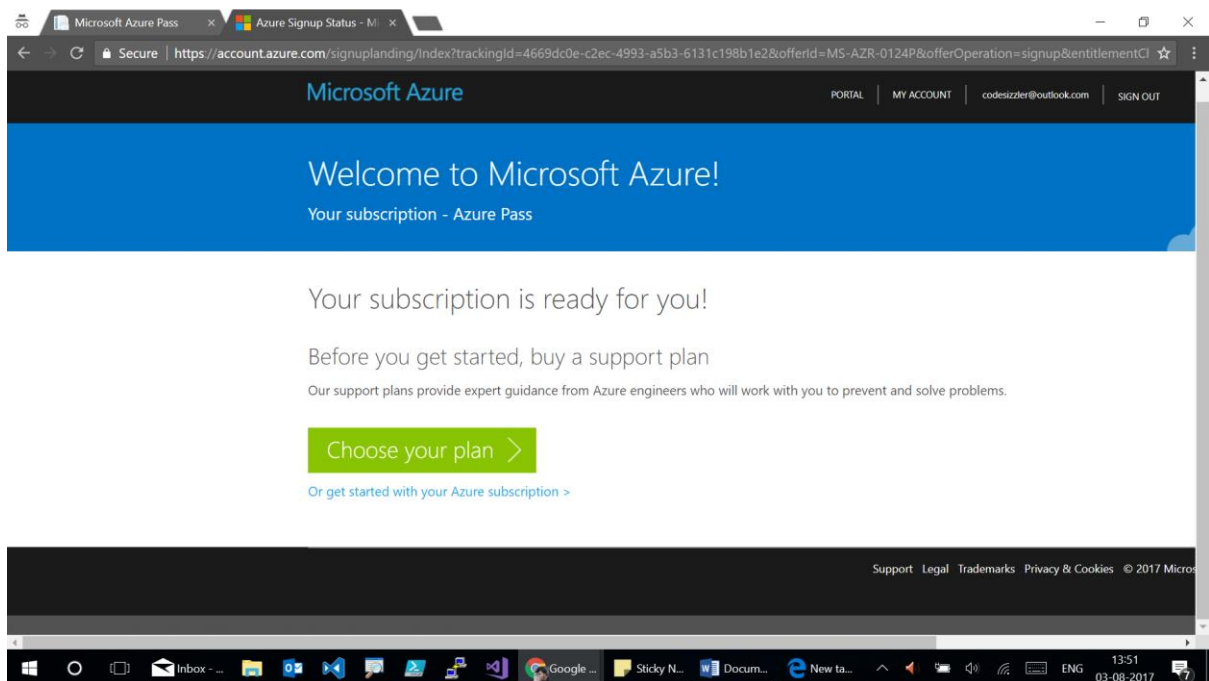 Microsoft Azure Pass
Azure Signup Status - Mi
Secure | https://account.azure.com/signuplanding/Index?trackingId=4669dc0e-c2ec-4993-a5b3-6131c198b1e2&offerId=MS-AZR-0124P&offerOperation=signup&entitlementCl
Microsoft Azure
PORTAL | MY ACCOUNT | codesizzler@outlook.com | SIGN OUT
Welcome to Microsoft Azure!
Your subscription - Azure Pass
Your subscription is ready for you!
Before you get started, buy a support plan
Our support plans provide expert guidance from Azure engineers who will work with you to prevent and solve problems.
Choose your plan >
Or get started with your Azure subscription >
Support Legal Trademarks Privacy & Cookies © 2017 Micros
Inbox - ... Google ... Sticky N... Docum... New ta... ENG 13:51
03-08-2017 7